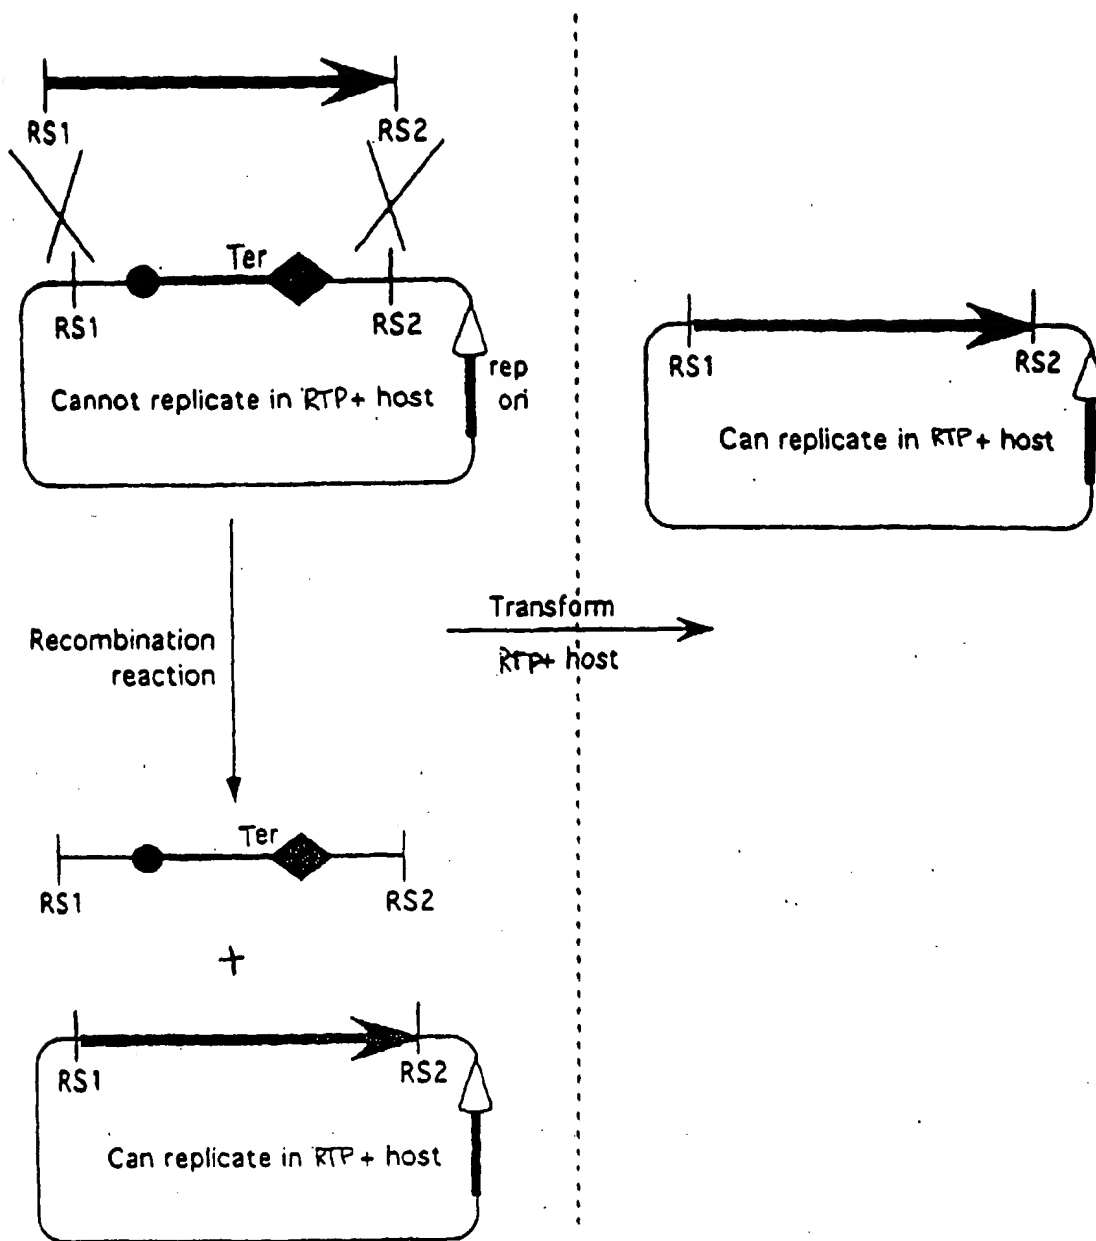 RS1
RS2
Ter
RS1
RS2
rep
ori
Cannot replicate in RTP+ host
RS1
RS2
Can replicate in RTP+ host
Recombination
reaction
Transform
RTP+ host
Ter
RS1
RS2
+
RS1
RS2
Can replicate in RTP+ host